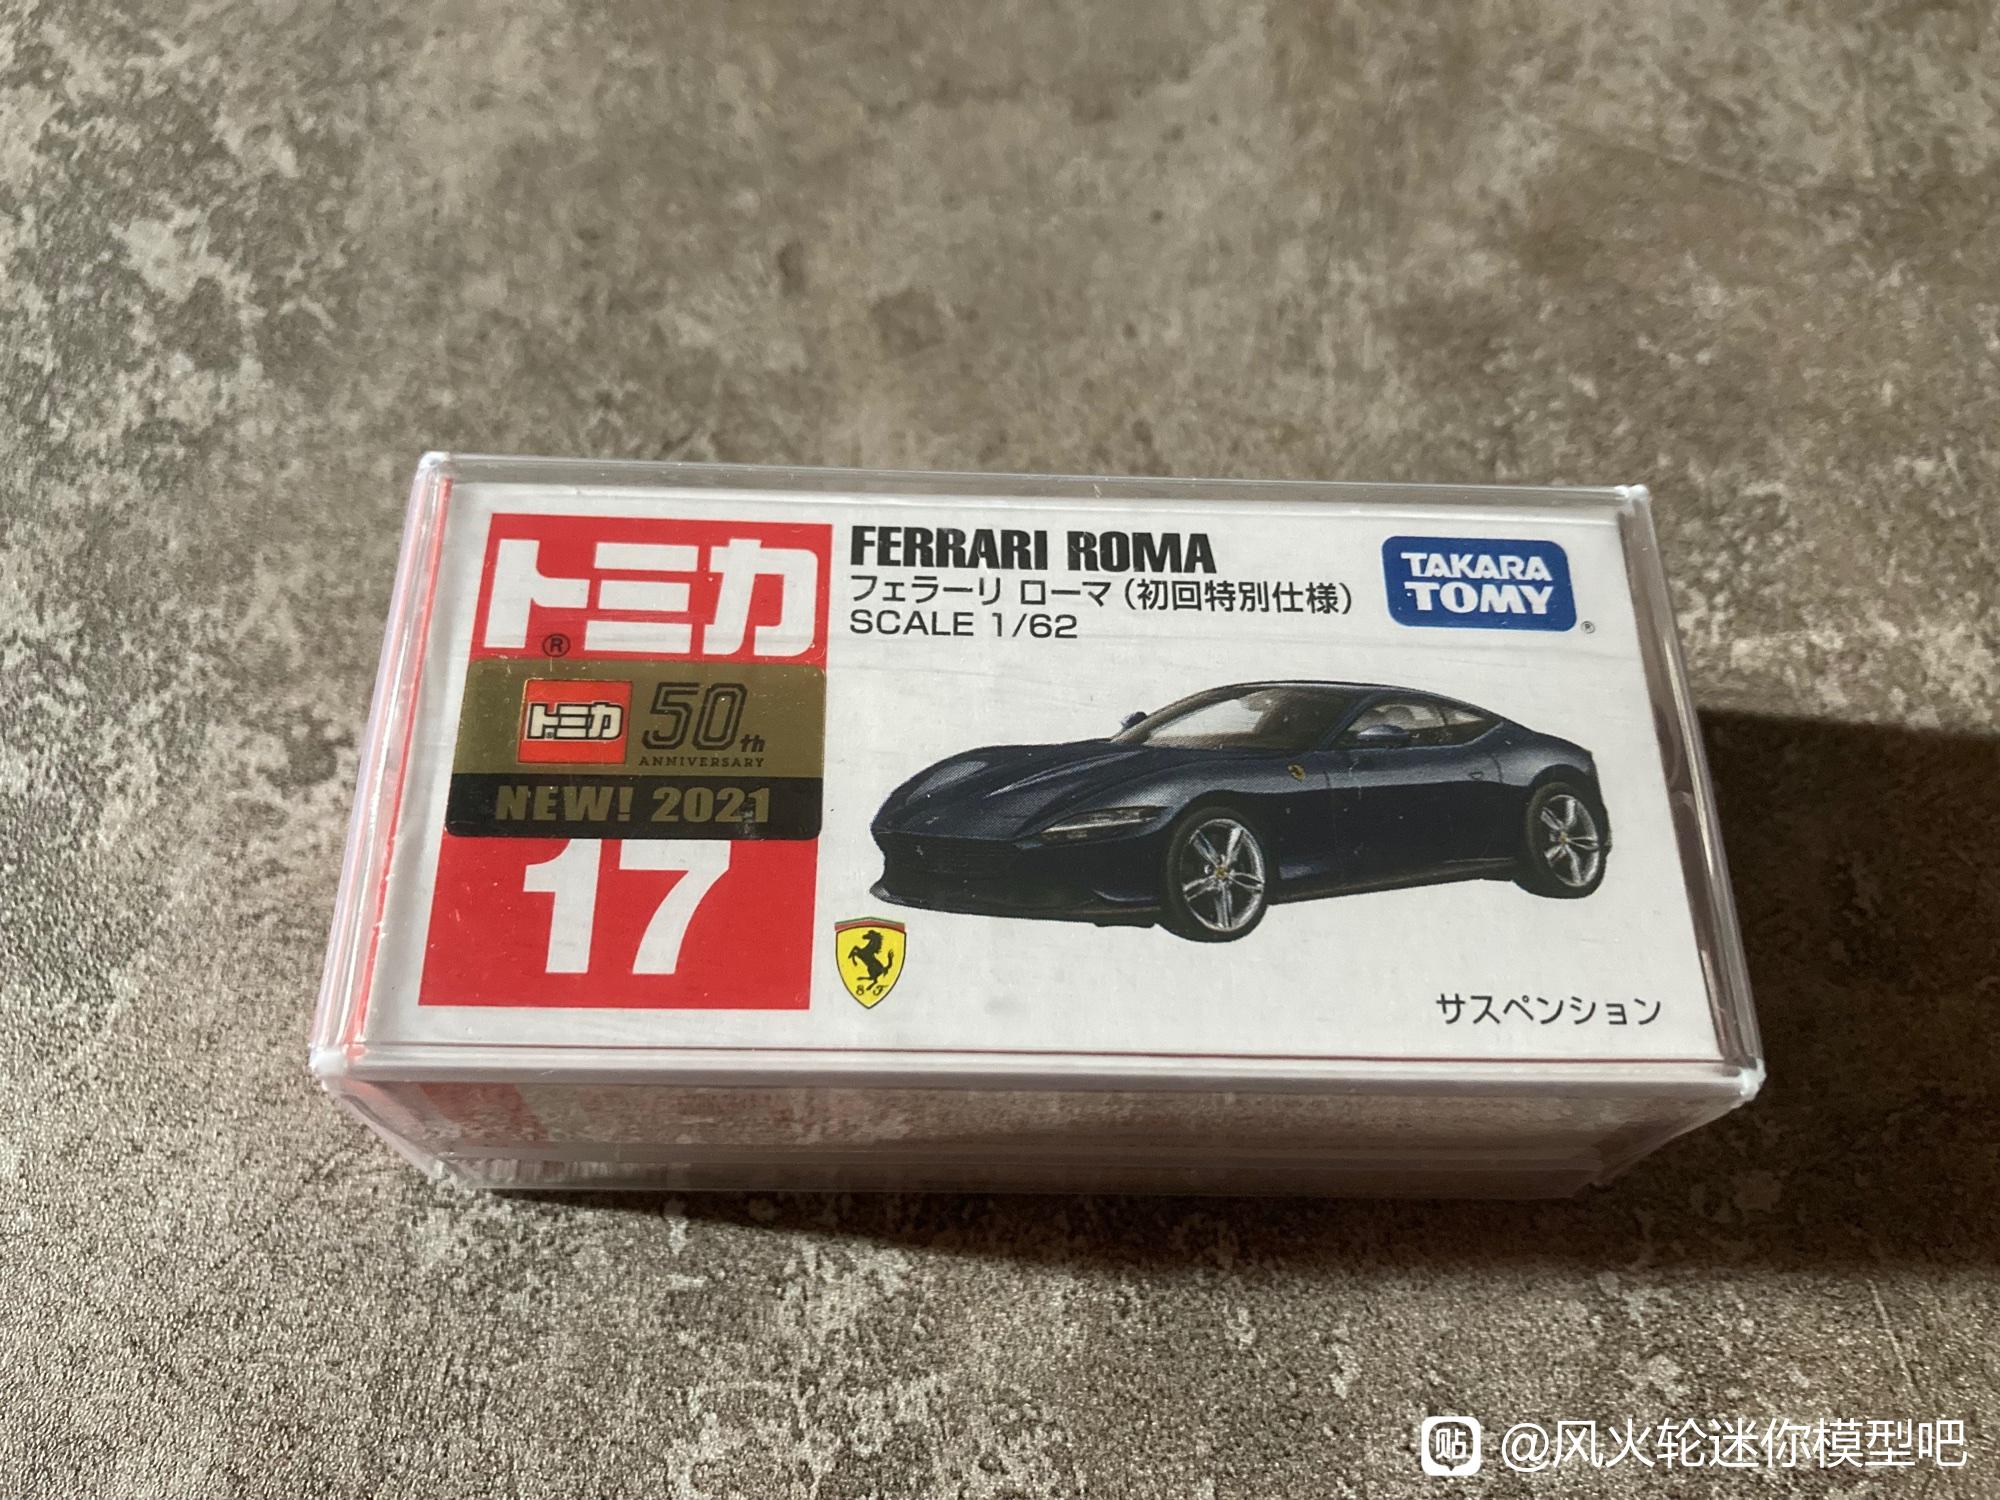 トミカ®
FERRARI ROMA
フェラーリ ローマ (初回特別仕様)
SCALE 1/62
TAKARA
TOMY®
トミカ
50th
ANNIVERSARY
NEW! 2021
17
S F
サスペンション
贴 @风火轮迷你模型吧